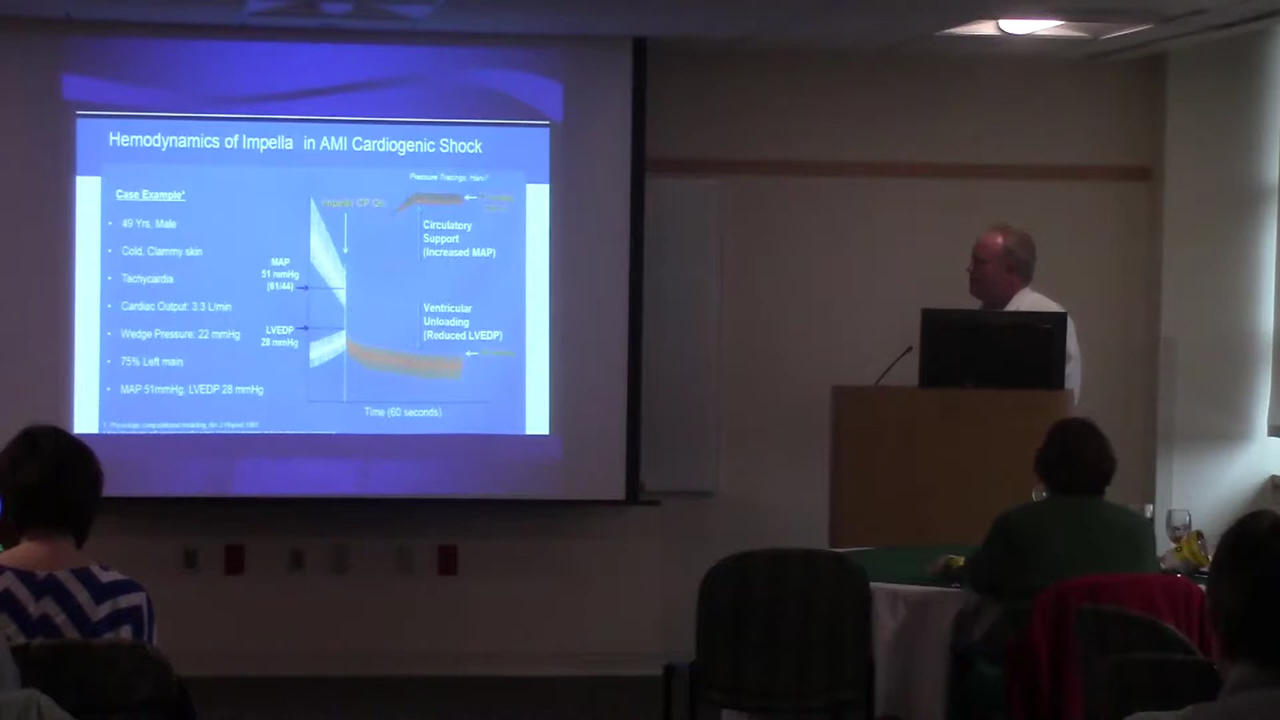 Hemodynamics of Impella in AMI Cardiogenic Shock
Case Example*
• 49 Yrs, Male
• Cold, Clammy skin
• Tachycardia
• Cardiac Output: 3.3 L/min
• Wedge Pressure: 22 mmHg
• 75% Left main
• MAP 51mmHg, LVEDP 28 mmHg
Pressure Tracings,
Impella CP On
MAP
51 mmHg
(61/44)
LVEDP
28 mmHg
Circulatory
Support
(Increased MAP)
Ventricular
Unloading
(Reduced LVEDP)
Time (60 seconds)